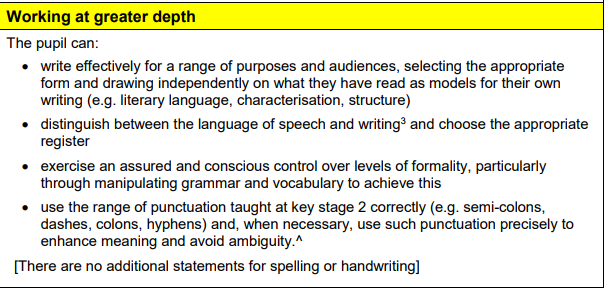 Working at greater depth
The pupil can:
• write effectively for a range of purposes and audiences, selecting the appropriate
form and drawing independently on what they have read as models for their own
writing (e.g. literary language, characterisation, structure)
• distinguish between the language of speech and writing³ and choose the appropriate
register
• exercise an assured and conscious control over levels of formality, particularly
through manipulating grammar and vocabulary to achieve this
• use the range of punctuation taught at key stage 2 correctly (e.g. semi-colons,
dashes, colons, hyphens) and, when necessary, use such punctuation precisely to
enhance meaning and avoid ambiguity.^
[There are no additional statements for spelling or handwriting]